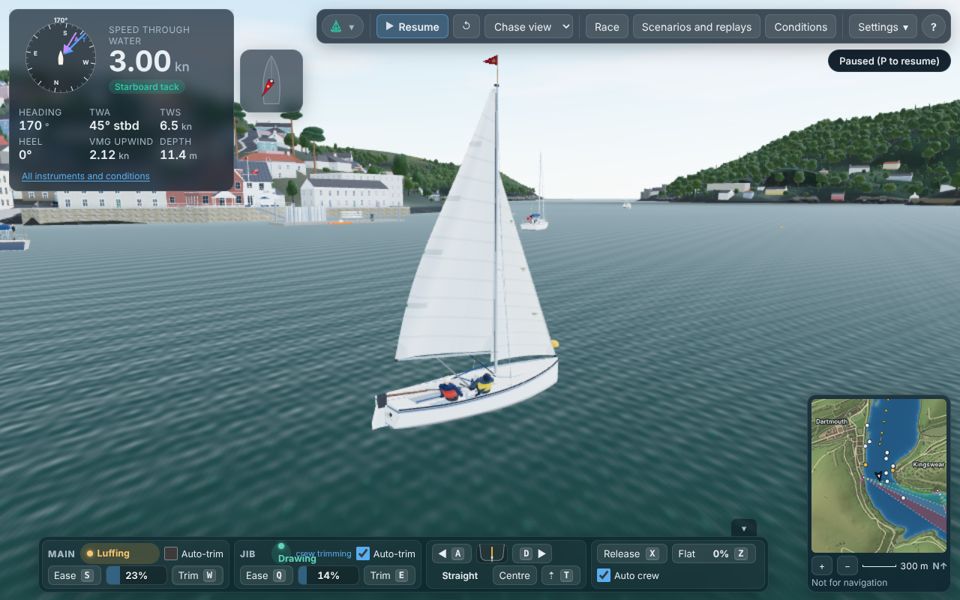 170°
S
E
W
N
SPEED THROUGH
WATER
3.00 kn
Starboard tack
HEADING
TWA
TWS
170 °
45° stbd
6.5 kn
HEEL
VMG UPWIND
DEPTH
0°
2.12 kn
11.4 m
All instruments and conditions
▼
Resume
Chase view
Race
Scenarios and replays
Conditions
Settings ▾
?
Paused (P to resume)
Dartmouth
Kingswear
+
−
300 m
N↑
Not for navigation
▼
MAIN
Luffing
Auto-trim
Ease S
23%
Trim W
JIB
Drawing
crew trimming
Auto-trim
Ease Q
14%
Trim E
◀ A
D ▶
Straight
Centre
↑ T
Release X
Flat 0% Z
Auto crew